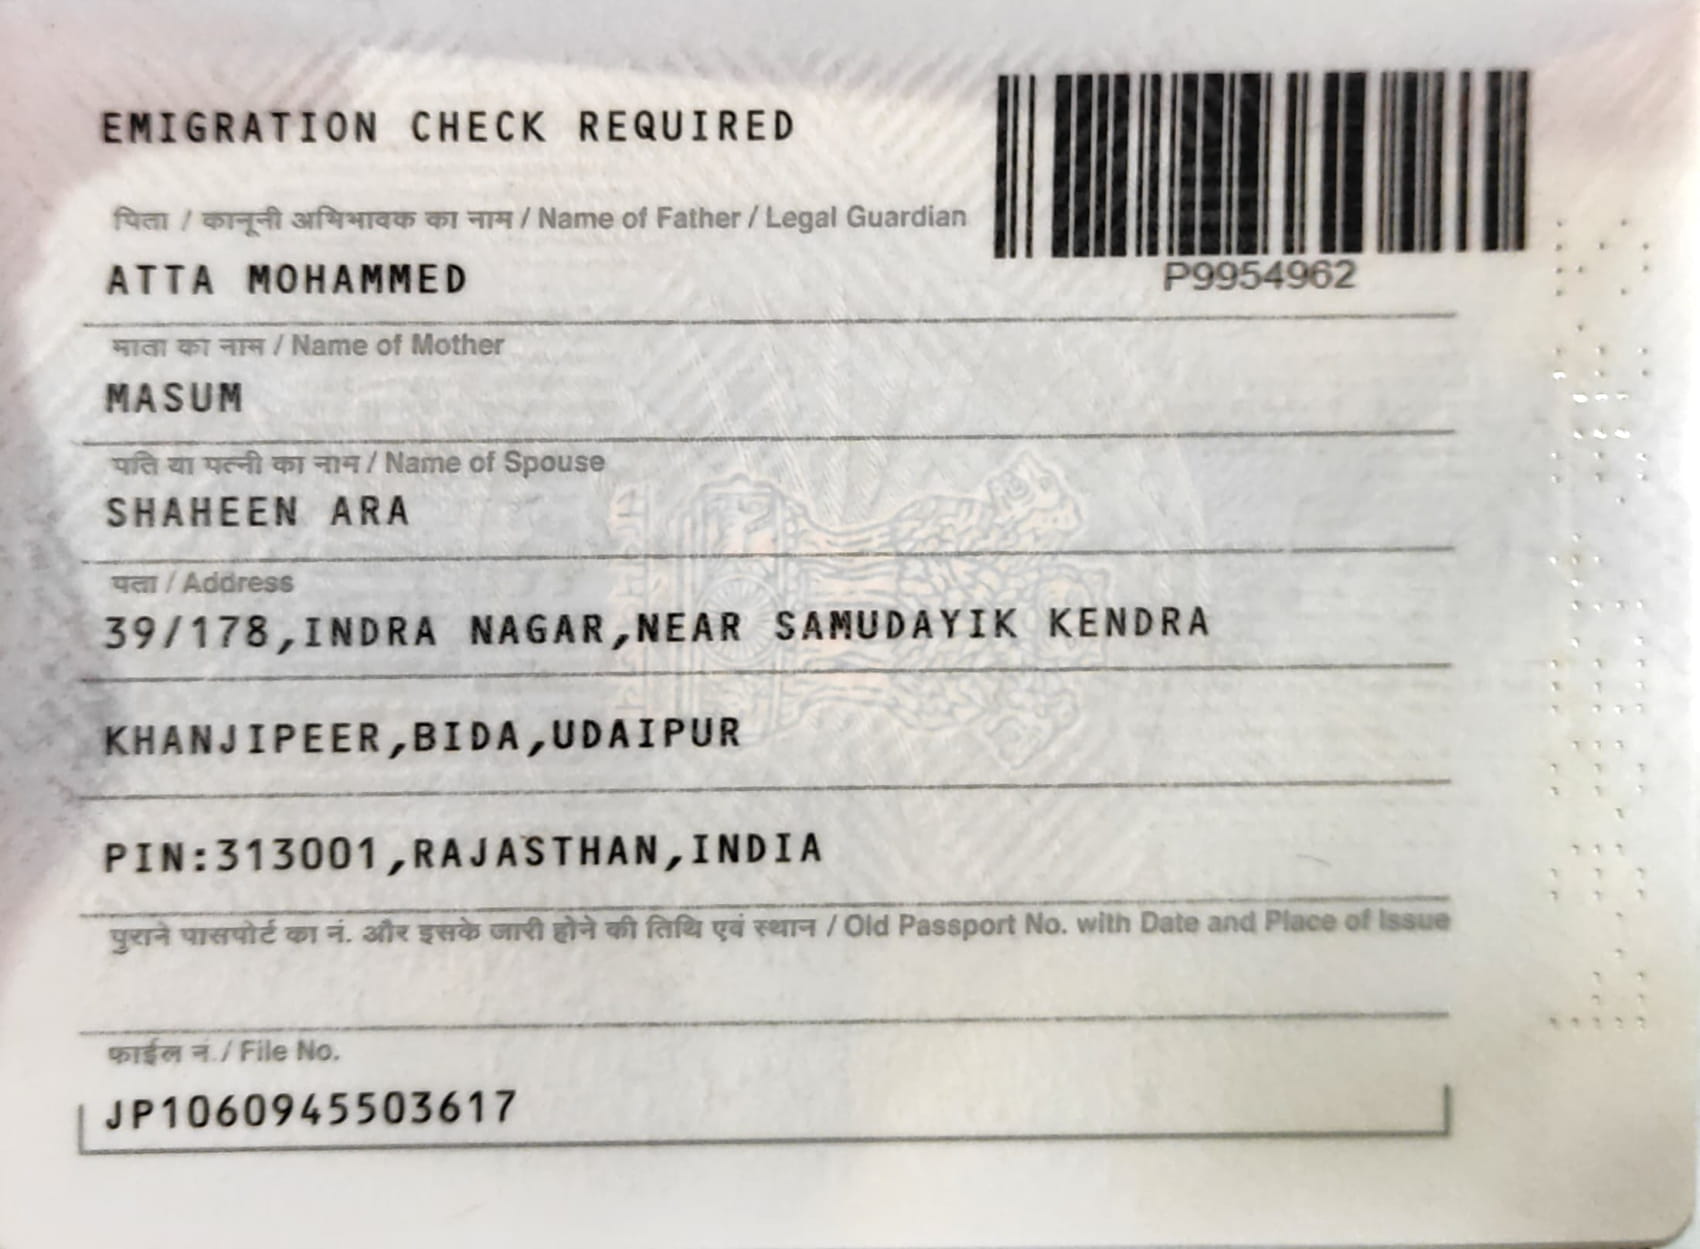 EMIGRATION CHECK REQUIRED
पिता / कानूनी अभिभावक का नाम / Name of Father / Legal Guardian
P9954962
ATTA MOHAMMED
माता का नाम / Name of Mother
MASUM
पति या पत्नी का नाम / Name of Spouse
SHAHEEN ARA
पता / Address
39/178,INDRA NAGAR,NEAR SAMUDAYIK KENDRA
KHANJIPEER,BIDA,UDAIPUR
PIN:313001,RAJASTHAN,INDIA
पुराने पासपोर्ट का नं. और इसके जारी होने की तिथि एवं स्थान / Old Passport No. with Date and Place of Issue
फाईल नं. / File No.
JP1060945503617